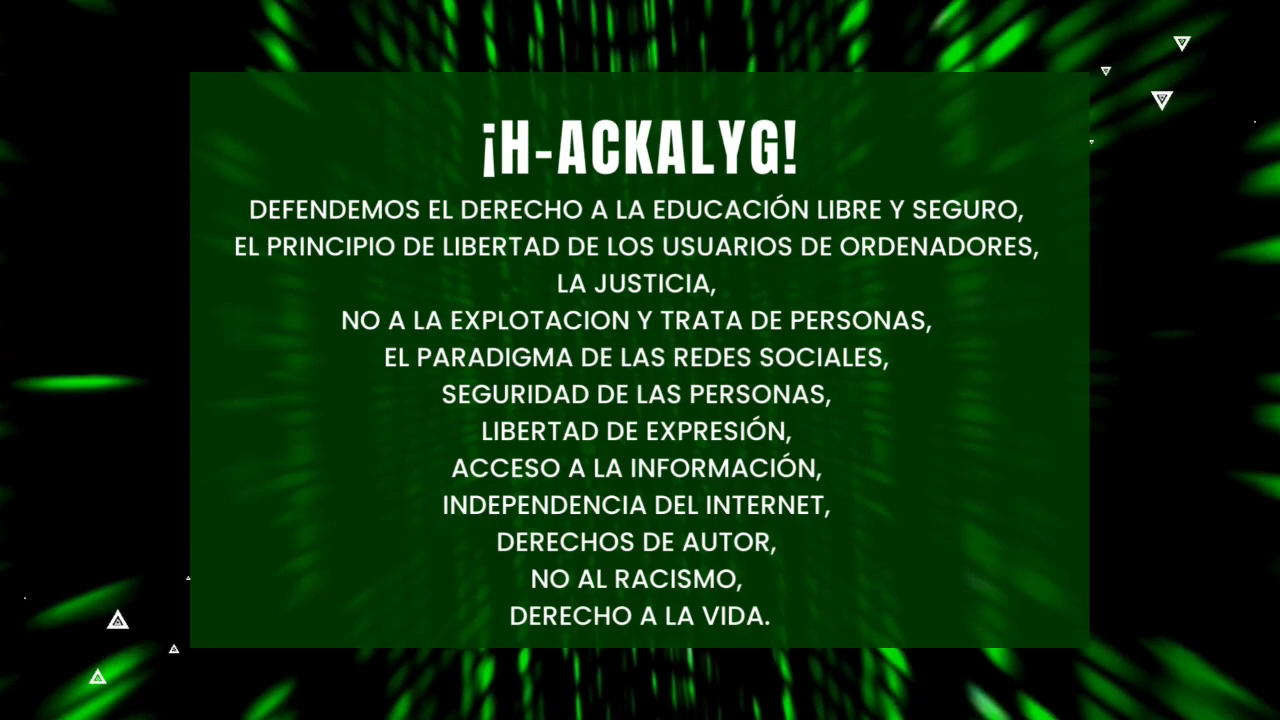 ¡H-ACKALYG!
DEFENDEMOS EL DERECHO A LA EDUCACIÓN LIBRE Y SEGURO,
EL PRINCIPIO DE LIBERTAD DE LOS USUARIOS DE ORDENADORES,
LA JUSTICIA,
NO A LA EXPLOTACION Y TRATA DE PERSONAS,
EL PARADIGMA DE LAS REDES SOCIALES,
SEGURIDAD DE LAS PERSONAS,
LIBERTAD DE EXPRESIÓN,
ACCESO A LA INFORMACIÓN,
INDEPENDENCIA DEL INTERNET,
DERECHOS DE AUTOR,
NO AL RACISMO,
DERECHO A LA VIDA.